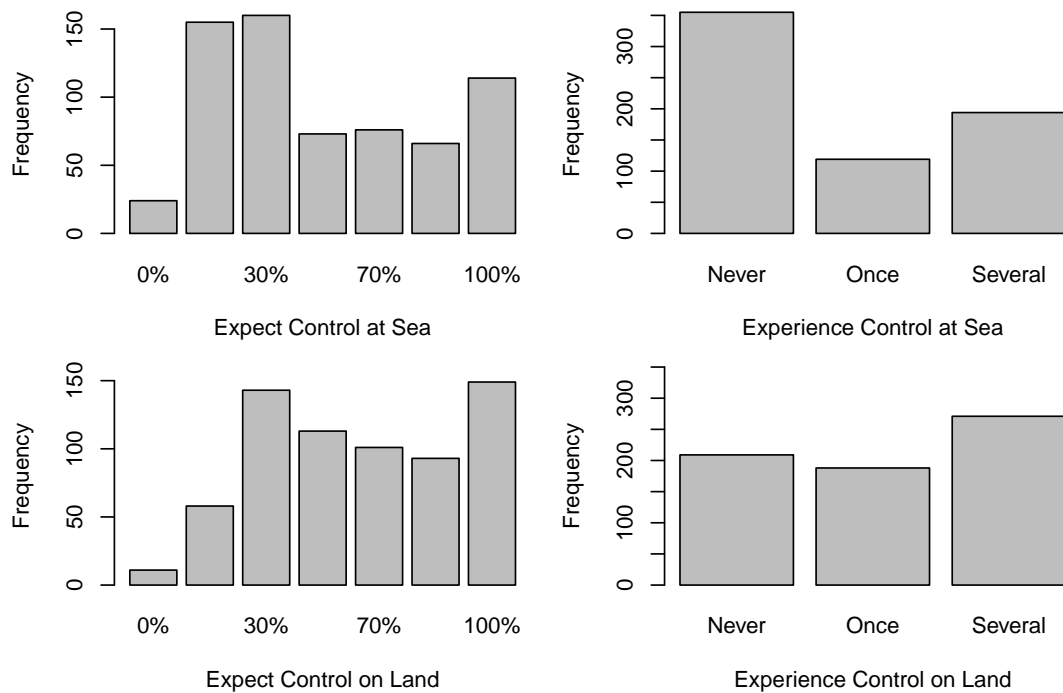 Frequency
0 50 100 150
0% 30% 70% 100%
Expect Control at Sea
Frequency
0 100 200 300
Never Once Several
Experience Control at Sea
Frequency
0 50 100 150
0% 30% 70% 100%
Expect Control on Land
Frequency
0 100 200 300
Never Once Several
Experience Control on Land